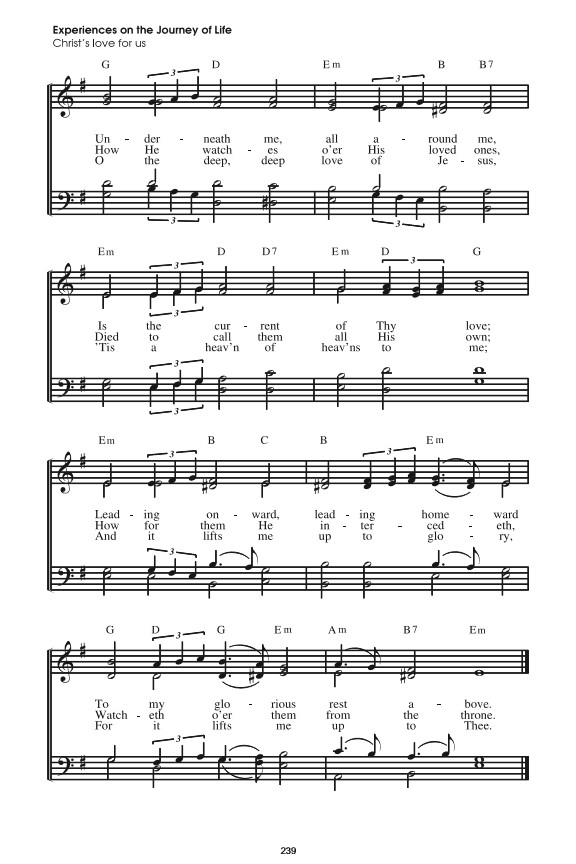 Experiences on the Journey of Life
Christ's love for us
G 3 D Em 3 B B7
Un - der - neath me, all a - round me,
How He watch - es o'er His loved ones,
O the deep, deep love of Je - sus,
3 3
Em 3 D D7 Em D 3 G
3
Is the cur - rent of Thy love;
Died to call them all His own;
'Tis a heav'n of heav'ns to me;
3
Em 3 B C B 3 Em
Lead - ing on - ward, lead - ing home - ward
How for them He in - ter - ced - eth,
And it lifts me up to glo - ry,
3
G D 3 G Em Am B7 Em
To my glo - rious rest a - bove.
Watch - eth o'er them from the throne.
For it lifts me up to Thee.
3
239